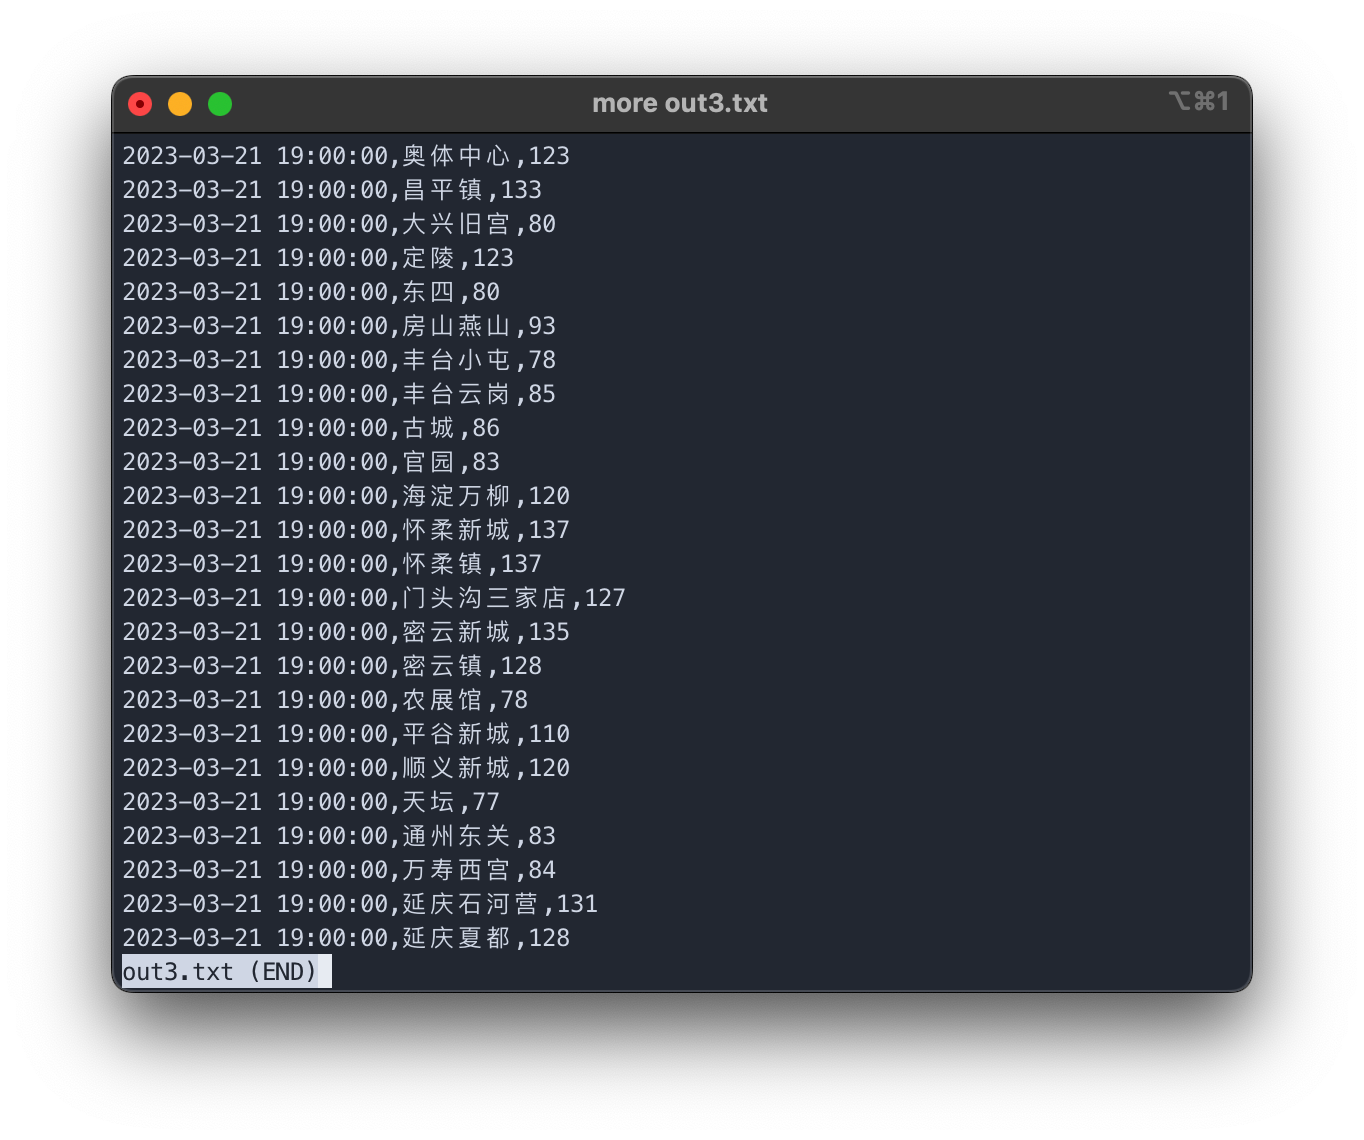 more out3.txt
⌥⌘1
2023-03-21 19:00:00,奥体中心,123
2023-03-21 19:00:00,昌平镇,133
2023-03-21 19:00:00,大兴旧宫,80
2023-03-21 19:00:00,定陵,123
2023-03-21 19:00:00,东四,80
2023-03-21 19:00:00,房山燕山,93
2023-03-21 19:00:00,丰台小屯,78
2023-03-21 19:00:00,丰台云岗,85
2023-03-21 19:00:00,古城,86
2023-03-21 19:00:00,官园,83
2023-03-21 19:00:00,海淀万柳,120
2023-03-21 19:00:00,怀柔新城,137
2023-03-21 19:00:00,怀柔镇,137
2023-03-21 19:00:00,门头沟三家店,127
2023-03-21 19:00:00,密云新城,135
2023-03-21 19:00:00,密云镇,128
2023-03-21 19:00:00,农展馆,78
2023-03-21 19:00:00,平谷新城,110
2023-03-21 19:00:00,顺义新城,120
2023-03-21 19:00:00,天坛,77
2023-03-21 19:00:00,通州东关,83
2023-03-21 19:00:00,万寿西宫,84
2023-03-21 19:00:00,延庆石河营,131
2023-03-21 19:00:00,延庆夏都,128
out3.txt (END)